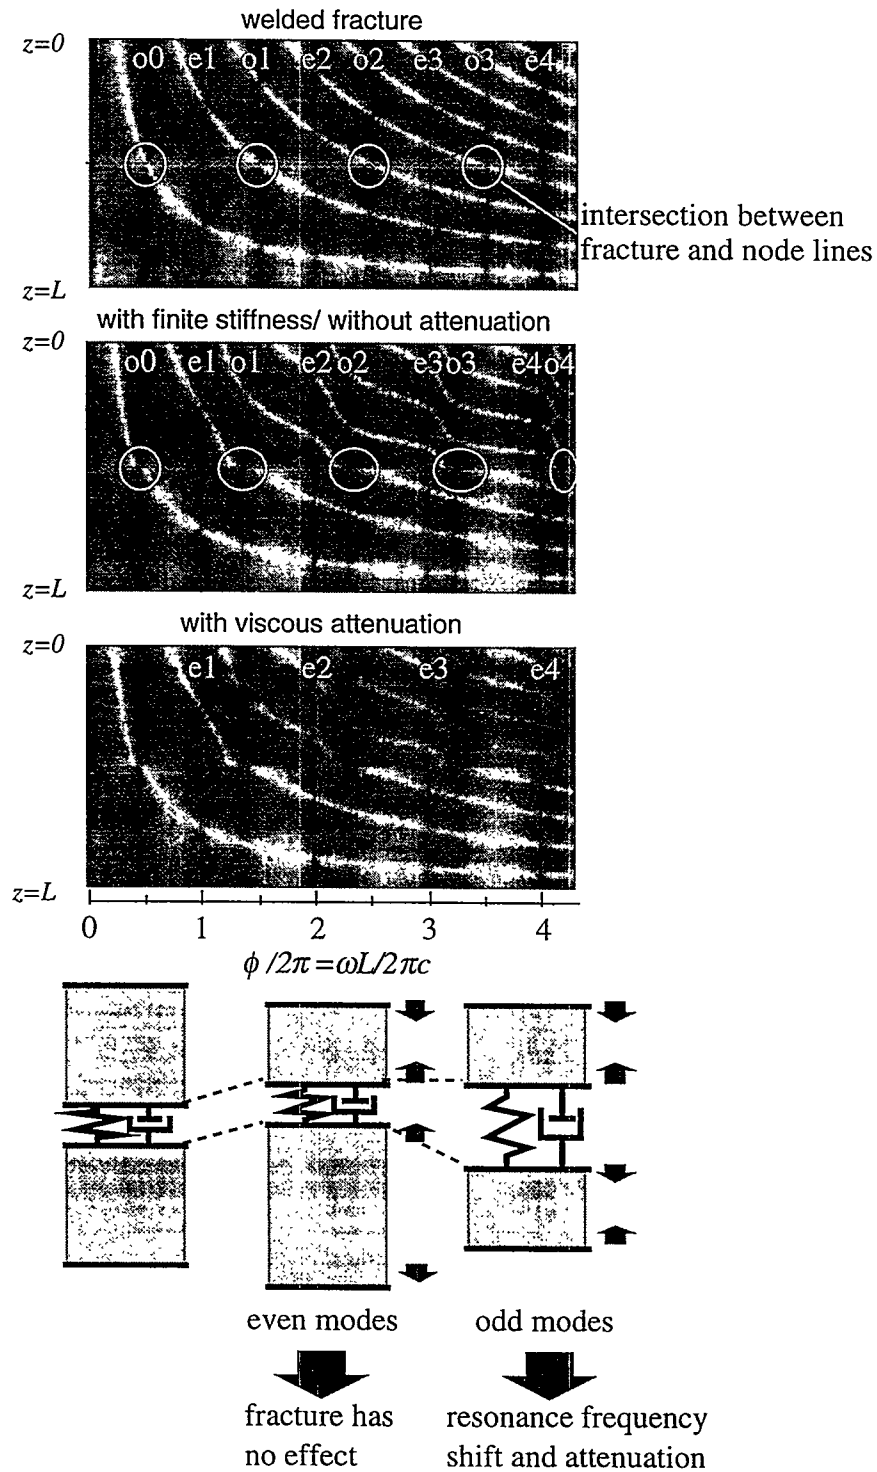 welded fracture
z=0
o0 e1 o1 e2 o2 e3 o3 e4
intersection between
fracture and node lines
z=L
with finite stiffness/ without attenuation
z=0
o0 e1 o1 e2 o2 e3 o3 e4 o4
z=L
with viscous attenuation
z=0
e1 e2 e3 e4
z=L
0 1 2 3 4
ϕ /2π =ωL/2πc
even modes odd modes
fracture has resonance frequency
no effect shift and attenuation